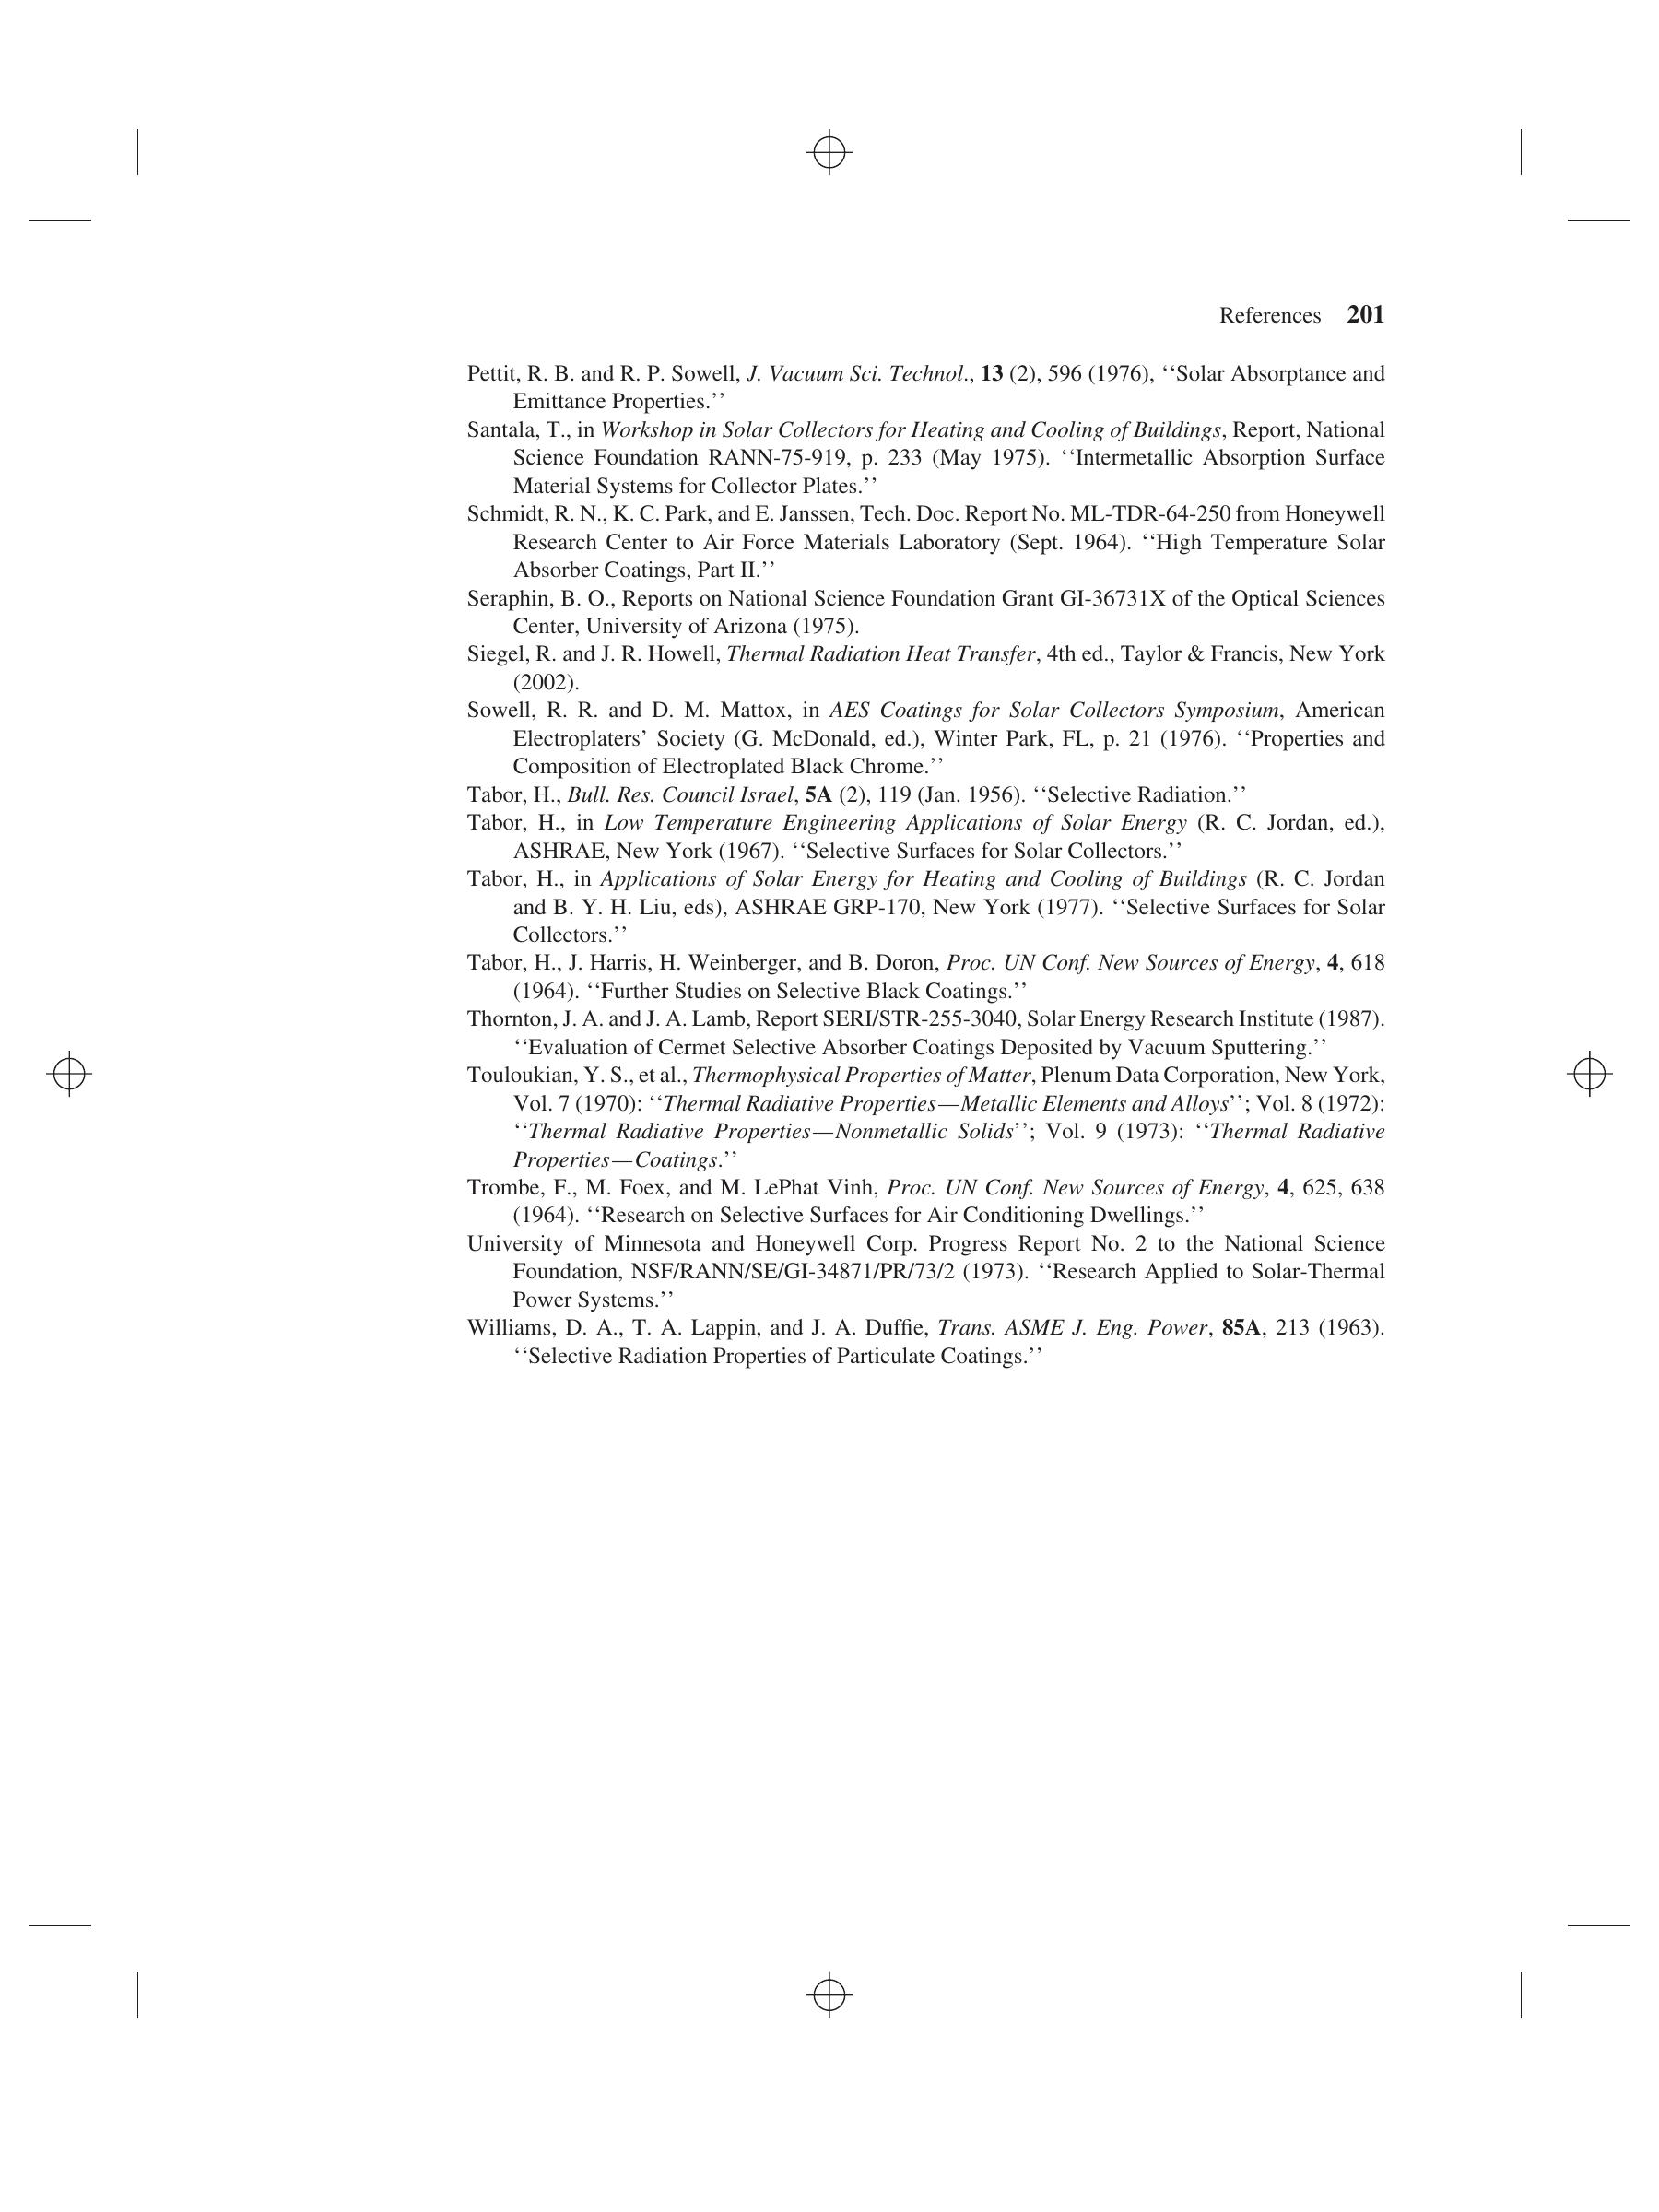 References 201
Pettit, R. B. and R. P. Sowell, J. Vacuum Sci. Technol., 13 (2), 596 (1976), ‘‘Solar Absorptance and
Emittance Properties.’’
Santala, T., in Workshop in Solar Collectors for Heating and Cooling of Buildings, Report, National
Science Foundation RANN-75-919, p. 233 (May 1975). ‘‘Intermetallic Absorption Surface
Material Systems for Collector Plates.’’
Schmidt, R. N., K. C. Park, and E. Janssen, Tech. Doc. Report No. ML-TDR-64-250 from Honeywell
Research Center to Air Force Materials Laboratory (Sept. 1964). ‘‘High Temperature Solar
Absorber Coatings, Part II.’’
Seraphin, B. O., Reports on National Science Foundation Grant GI-36731X of the Optical Sciences
Center, University of Arizona (1975).
Siegel, R. and J. R. Howell, Thermal Radiation Heat Transfer, 4th ed., Taylor & Francis, New York
(2002).
Sowell, R. R. and D. M. Mattox, in AES Coatings for Solar Collectors Symposium, American
Electroplaters’ Society (G. McDonald, ed.), Winter Park, FL, p. 21 (1976). ‘‘Properties and
Composition of Electroplated Black Chrome.’’
Tabor, H., Bull. Res. Council Israel, 5A (2), 119 (Jan. 1956). ‘‘Selective Radiation.’’
Tabor, H., in Low Temperature Engineering Applications of Solar Energy (R. C. Jordan, ed.),
ASHRAE, New York (1967). ‘‘Selective Surfaces for Solar Collectors.’’
Tabor, H., in Applications of Solar Energy for Heating and Cooling of Buildings (R. C. Jordan
and B. Y. H. Liu, eds), ASHRAE GRP-170, New York (1977). ‘‘Selective Surfaces for Solar
Collectors.’’
Tabor, H., J. Harris, H. Weinberger, and B. Doron, Proc. UN Conf. New Sources of Energy, 4, 618
(1964). ‘‘Further Studies on Selective Black Coatings.’’
Thornton, J. A. and J. A. Lamb, Report SERI/STR-255-3040, Solar Energy Research Institute (1987).
‘‘Evaluation of Cermet Selective Absorber Coatings Deposited by Vacuum Sputtering.’’
Touloukian, Y. S., et al., Thermophysical Properties of Matter, Plenum Data Corporation, New York,
Vol. 7 (1970): ‘‘Thermal Radiative Properties—Metallic Elements and Alloys’’; Vol. 8 (1972):
‘‘Thermal Radiative Properties—Nonmetallic Solids’’; Vol. 9 (1973): ‘‘Thermal Radiative
Properties—Coatings.’’
Trombe, F., M. Foex, and M. LePhat Vinh, Proc. UN Conf. New Sources of Energy, 4, 625, 638
(1964). ‘‘Research on Selective Surfaces for Air Conditioning Dwellings.’’
University of Minnesota and Honeywell Corp. Progress Report No. 2 to the National Science
Foundation, NSF/RANN/SE/GI-34871/PR/73/2 (1973). ‘‘Research Applied to Solar-Thermal
Power Systems.’’
Williams, D. A., T. A. Lappin, and J. A. Duffie, Trans. ASME J. Eng. Power, 85A, 213 (1963).
‘‘Selective Radiation Properties of Particulate Coatings.’’